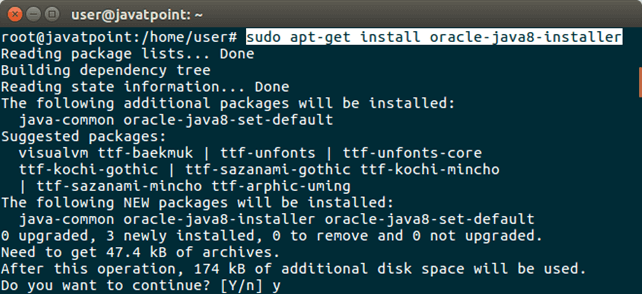 user@javatpoint: ~
root@javatpoint:/home/user# sudo apt-get install oracle-java8-installer
Reading package lists... Done
Building dependency tree
Reading state information... Done
The following additional packages will be installed:
  java-common oracle-java8-set-default
Suggested packages:
  visualvm ttf-baekmuk | ttf-unfonts | ttf-unfonts-core
  ttf-kochi-gothic | ttf-sazanami-gothic ttf-kochi-mincho
  | ttf-sazanami-mincho ttf-arphic-uming
The following NEW packages will be installed:
  java-common oracle-java8-installer oracle-java8-set-default
0 upgraded, 3 newly installed, 0 to remove and 0 not upgraded.
Need to get 47.4 kB of archives.
After this operation, 174 kB of additional disk space will be used.
Do you want to continue? [Y/n] y